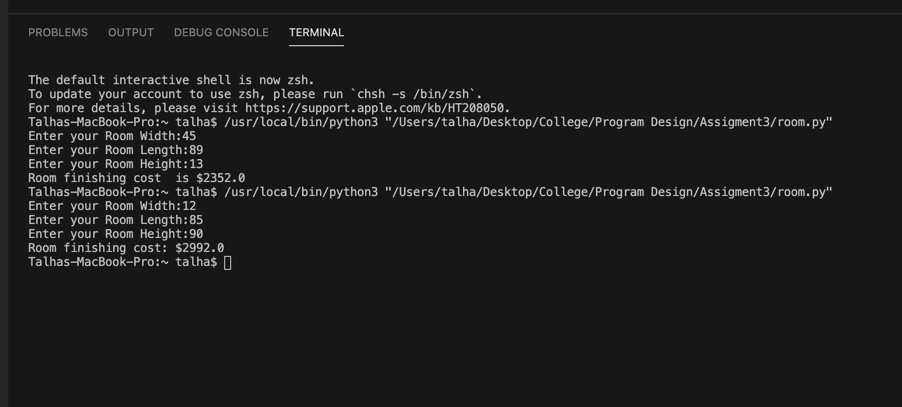 PROBLEMS OUTPUT DEBUG CONSOLE TERMINAL
The default interactive shell is now zsh.
To update your account to use zsh, please run `chsh -s /bin/zsh`.
For more details, please visit https://support.apple.com/kb/HT208050.
Talhas-MacBook-Pro:~ talha$ /usr/local/bin/python3 "/Users/talha/Desktop/College/Program Design/Assigment3/room.py"
Enter your Room Width:45
Enter your Room Length:89
Enter your Room Height:13
Room finishing cost  is $2352.0
Talhas-MacBook-Pro:~ talha$ /usr/local/bin/python3 "/Users/talha/Desktop/College/Program Design/Assigment3/room.py"
Enter your Room Width:12
Enter your Room Length:85
Enter your Room Height:90
Room finishing cost: $2992.0
Talhas-MacBook-Pro:~ talha$